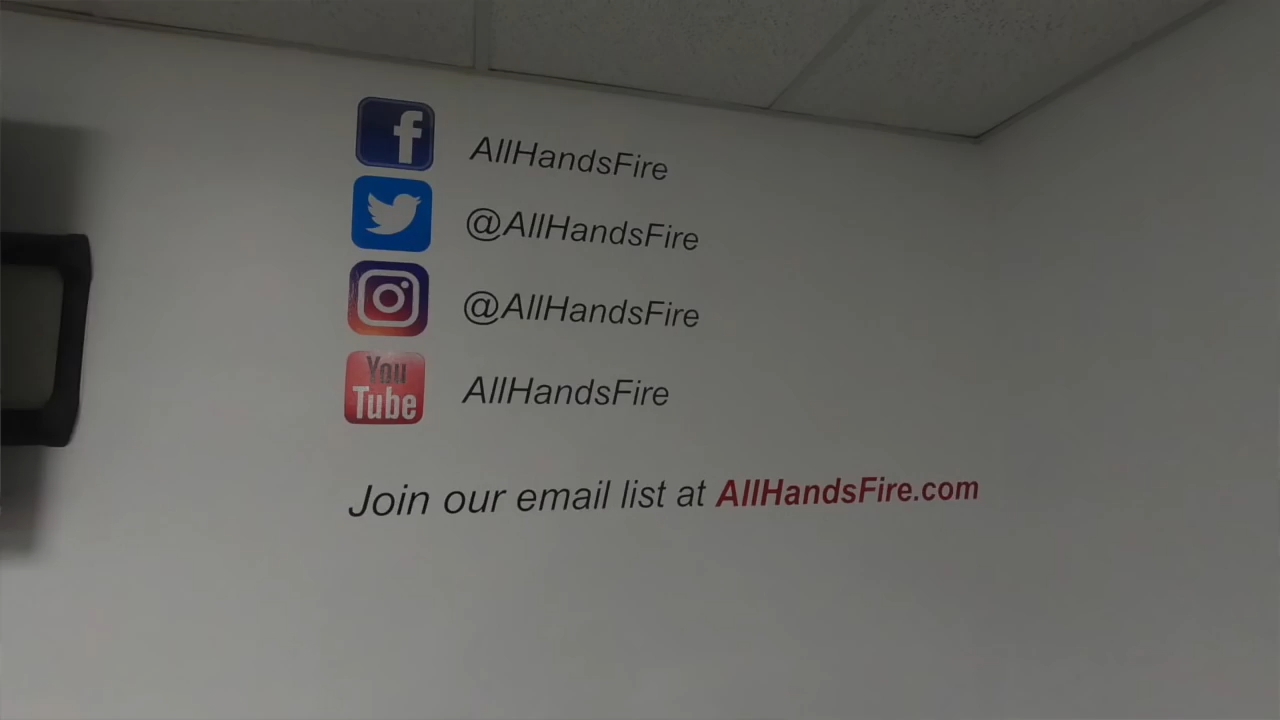 f AllHandsFire
@AllHandsFire
@AllHandsFire
You
Tube AllHandsFire
Join our email list at AllHandsFire.com